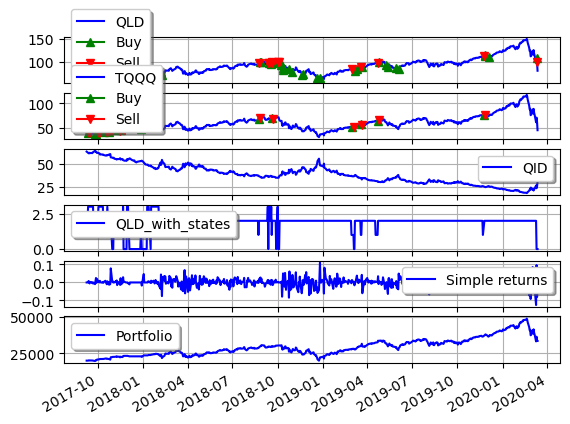 QLD
Buy
Sell
150
100
TQQQ
Buy
Sell
100
50
QID
50
25
QLD_with_states
2.5
0.0
Simple returns
0.1
0.0
−0.1
Portfolio
50000
25000
2017-10
2018-01
2018-04
2018-07
2018-10
2019-01
2019-04
2019-07
2019-10
2020-01
2020-04